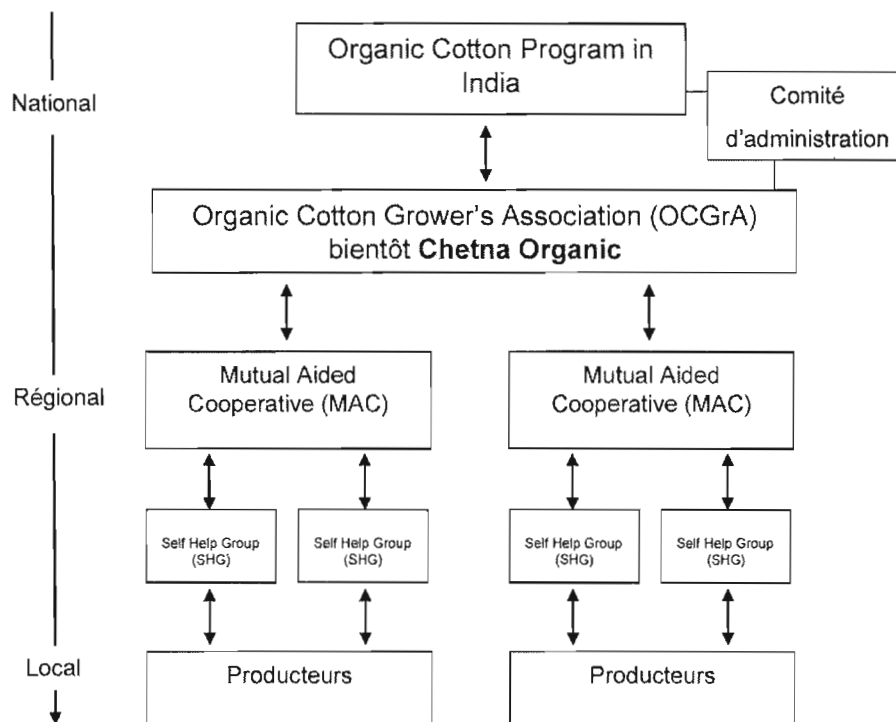 Organic Cotton Program in
India
National
Comité
d'administration
Organic Cotton Grower's Association (OCGrA)
bientôt Chetna Organic
Régional
Mutual Aided
Cooperative (MAC)
Mutual Aided
Cooperative (MAC)
Self Help Group
(SHG)
Self Help Group
(SHG)
Self Help Group
(SHG)
Self Help Group
(SHG)
Local
Producteurs
Producteurs